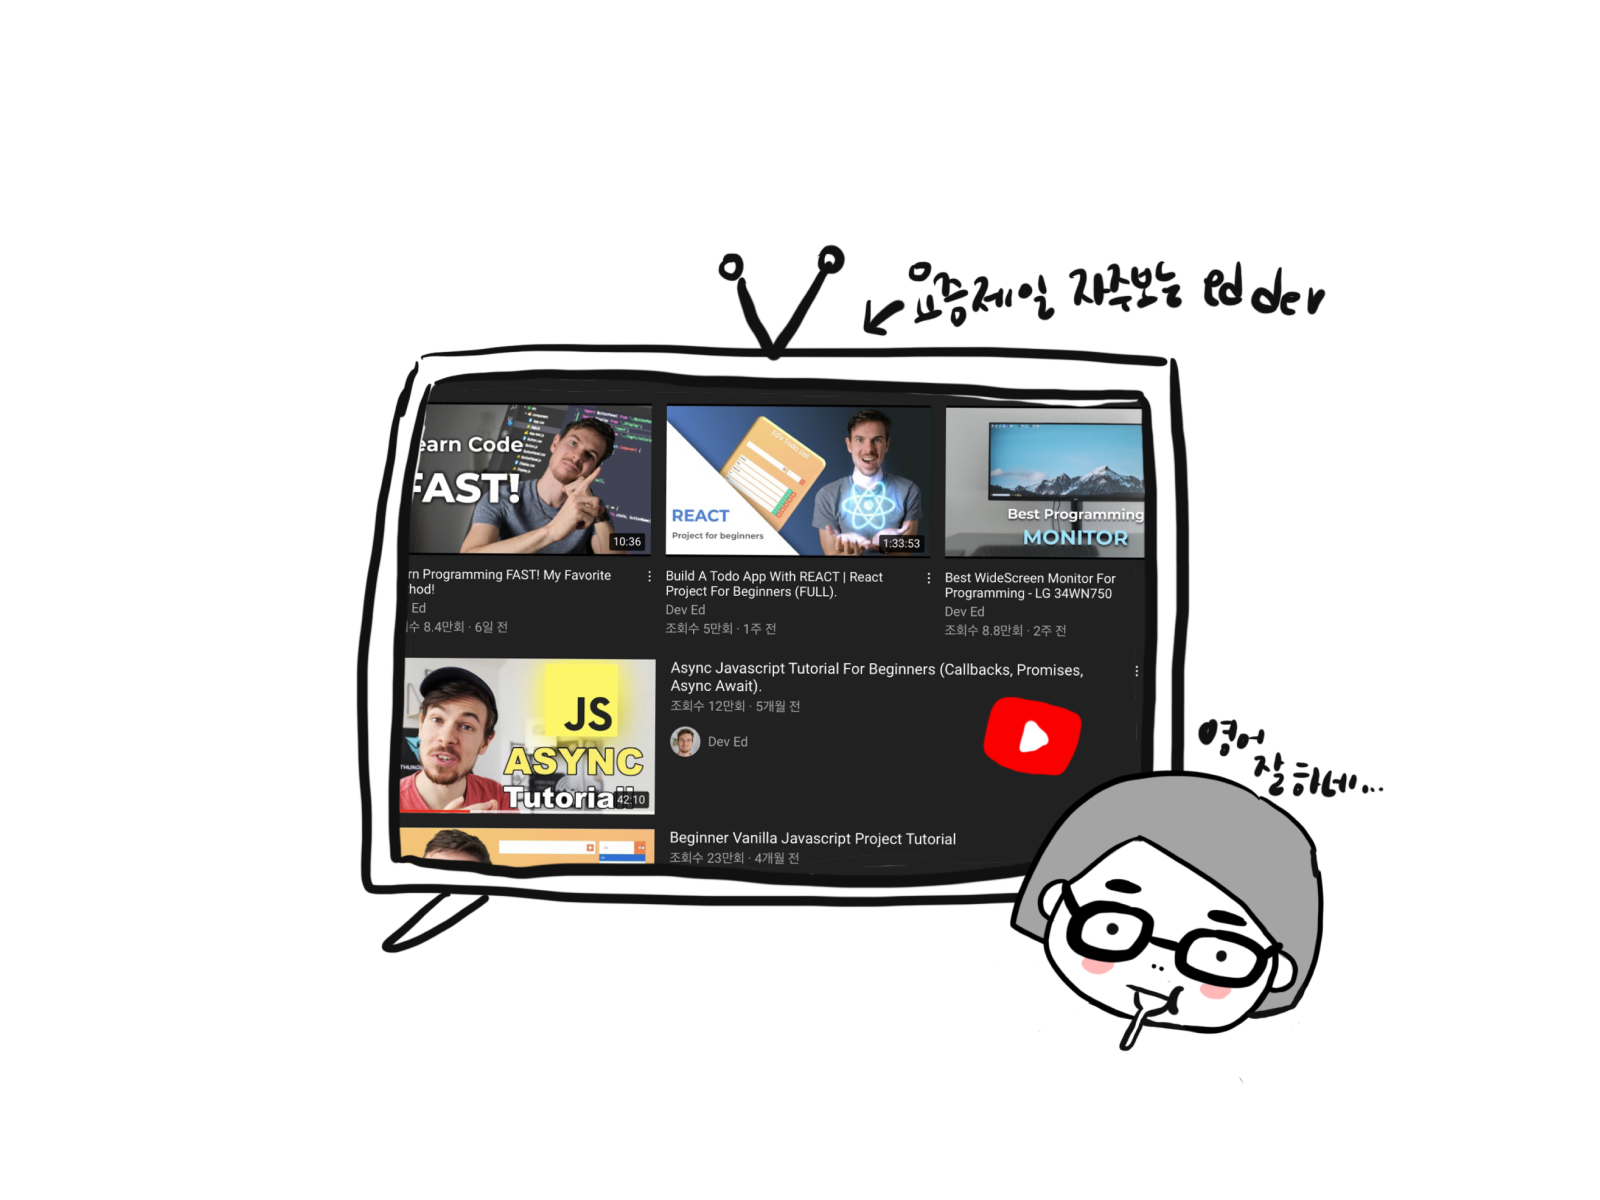 요즘제일 자주보는 ed dev
earn Code
FAST!
10:36
Ed's Todo List
REACT
Project for beginners
1:33:53
Best Programming
MONITOR
rn Programming FAST! My Favorite
hod!
Ed
수 8.4만회 · 6일 전
Build A Todo App With REACT | React
Project For Beginners (FULL).
Dev Ed
조회수 5만회 · 1주 전
Best WideScreen Monitor For
Programming - LG 34WN750
Dev Ed
조회수 8.8만회 · 2주 전
JS
ASYNC
Tutorial!
42:10
THUND
Async Javascript Tutorial For Beginners (Callbacks, Promises,
Async Await).
조회수 12만회 · 5개월 전
Dev Ed
영어
잘하네...
Beginner Vanilla Javascript Project Tutorial
조회수 23만회 · 4개월 전